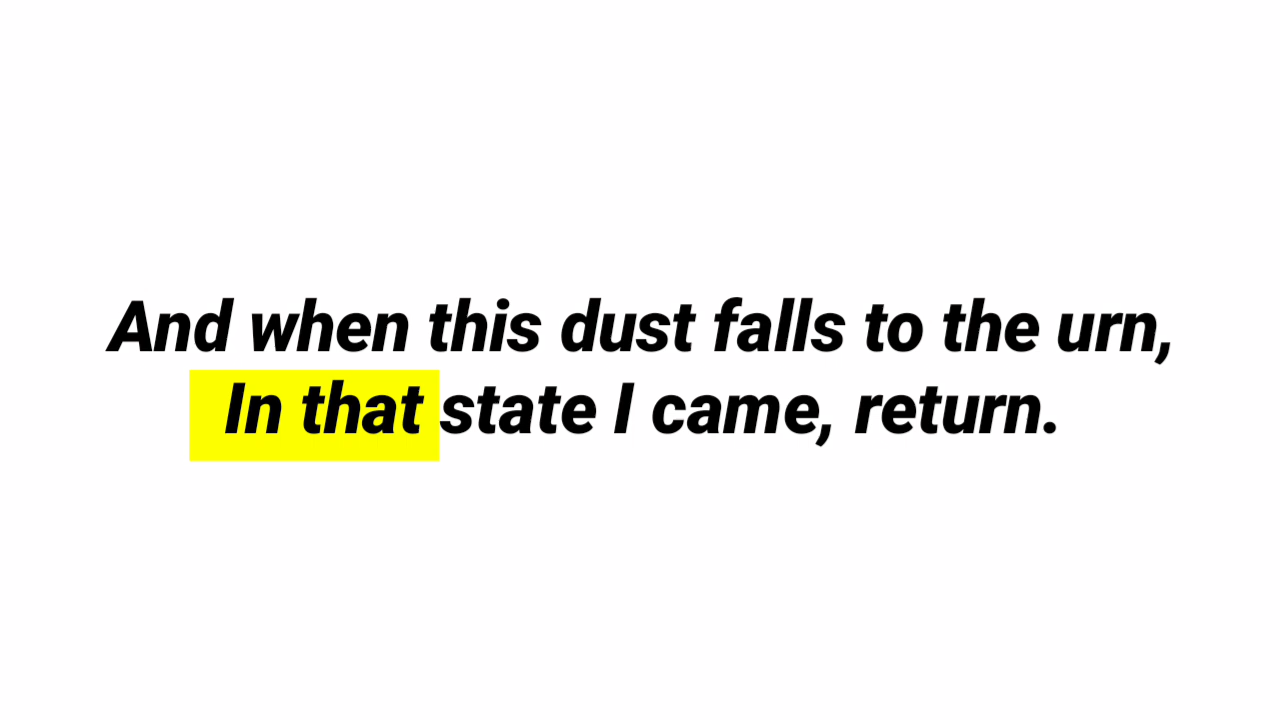 And when this dust falls to the urn,
In that state I came, return.